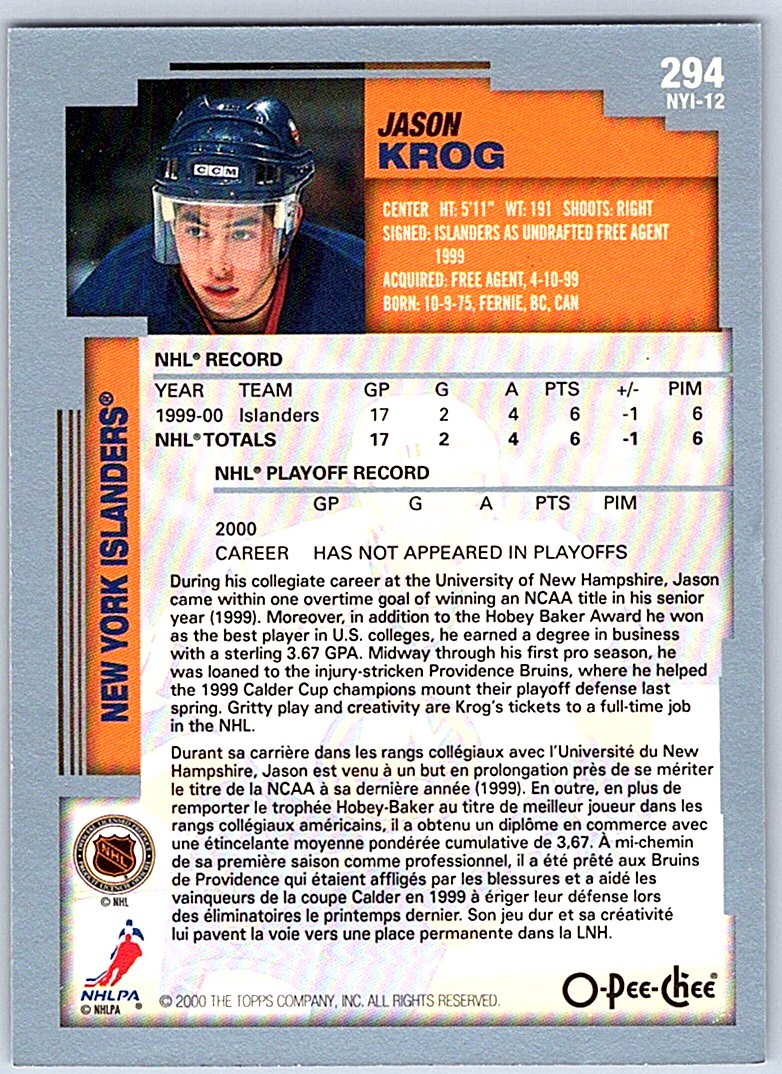 294
NYI-12
JASON
KROG
CCM
CENTER HT: 5'11" WT: 191 SHOOTS: RIGHT
SIGNED: ISLANDERS AS UNDRAFTED FREE AGENT
1999
ACQUIRED: FREE AGENT, 4-10-99
BORN: 10-9-75, FERNIE, BC, CAN
NEW YORK ISLANDERS®
NHL® RECORD
YEAR TEAM GP G A PTS +/- PIM
1999-00 Islanders 17 2 4 6 -1 6
NHL® TOTALS 17 2 4 6 -1 6
NHL® PLAYOFF RECORD
GP G A PTS PIM
2000
CAREER HAS NOT APPEARED IN PLAYOFFS
During his collegiate career at the University of New Hampshire, Jason
came within one overtime goal of winning an NCAA title in his senior
year (1999). Moreover, in addition to the Hobey Baker Award he won
as the best player in U.S. colleges, he earned a degree in business
with a sterling 3.67 GPA. Midway through his first pro season, he
was loaned to the injury-stricken Providence Bruins, where he helped
the 1999 Calder Cup champions mount their playoff defense last
spring. Gritty play and creativity are Krog's tickets to a full-time job
in the NHL.
Durant sa carrière dans les rangs collégiaux avec l'Université du New
Hampshire, Jason est venu à un but en prolongation près de se mériter
le titre de la NCAA à sa dernière année (1999). En outre, en plus de
remporter le trophée Hobey-Baker au titre de meilleur joueur dans les
rangs collégiaux américains, il a obtenu un diplôme en commerce avec
une étincelante moyenne pondérée cumulative de 3,67. À mi-chemin
de sa première saison comme professionnel, il a été prêté aux Bruins
de Providence qui étaient affligés par les blessures et a aidé les
vainqueurs de la coupe Calder en 1999 à ériger leur défense lors
des éliminatoires le printemps dernier. Son jeu dur et sa créativité
lui pavent la voie vers une place permanente dans la LNH.
NHL
© NHL
NHLPA ®
© NHLPA
© 2000 THE TOPPS COMPANY, INC. ALL RIGHTS RESERVED.
O-Pee-Chee®